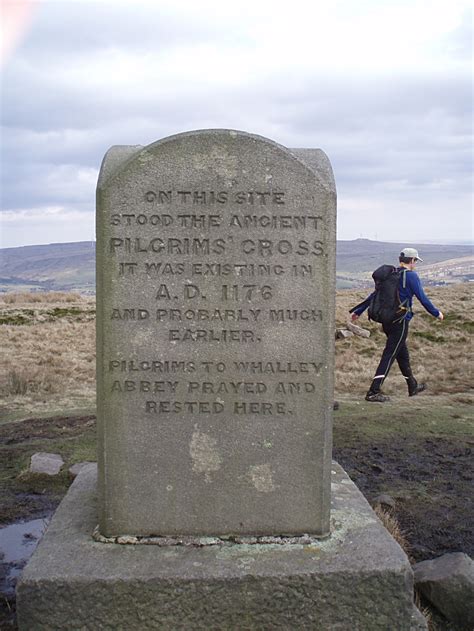 ON THIS SITE
STOOD THE ANCIENT
PILGRIMS' CROSS
IT WAS EXISTING IN
A.D. 1176
AND PROBABLY MUCH
EARLIER.
PILGRIMS TO WHALLEY
ABBEY PRAYED AND
RESTED HERE.